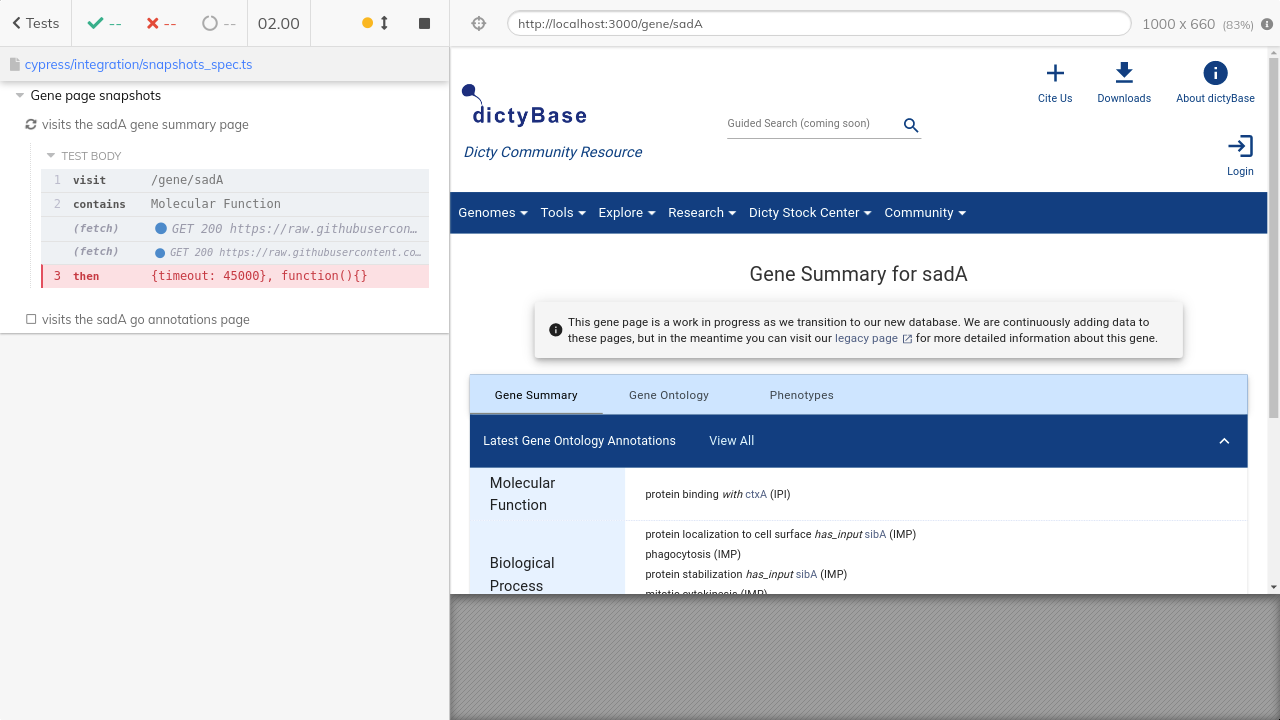 Tests
--
--
--
02.00
http://localhost:3000/gene/sadA
1000 x 660 (83%)
cypress/integration/snapshots_spec.ts
Gene page snapshots
visits the sadA gene summary page
TEST BODY
1 visit /gene/sadA
2 contains Molecular Function
(fetch) GET 200 https://raw.githubusercon…
(fetch) GET 200 https://raw.githubusercontent.co…
3 then {timeout: 45000}, function(){}
visits the sadA go annotations page
Cite Us
Downloads
About dictyBase
dictyBase
Guided Search (coming soon)
Dicty Community Resource
Login
Genomes Tools Explore Research Dicty Stock Center Community
Gene Summary for sadA
This gene page is a work in progress as we transition to our new database. We are continuously adding data to
these pages, but in the meantime you can visit our legacy page for more detailed information about this gene.
Gene Summary Gene Ontology Phenotypes
Latest Gene Ontology Annotations View All
Molecular
Function
protein binding with ctxA (IPI)
Biological
Process
protein localization to cell surface has_input sibA (IMP)
phagocytosis (IMP)
protein stabilization has_input sibA (IMP)
mitotic cytokinesis (IMP)